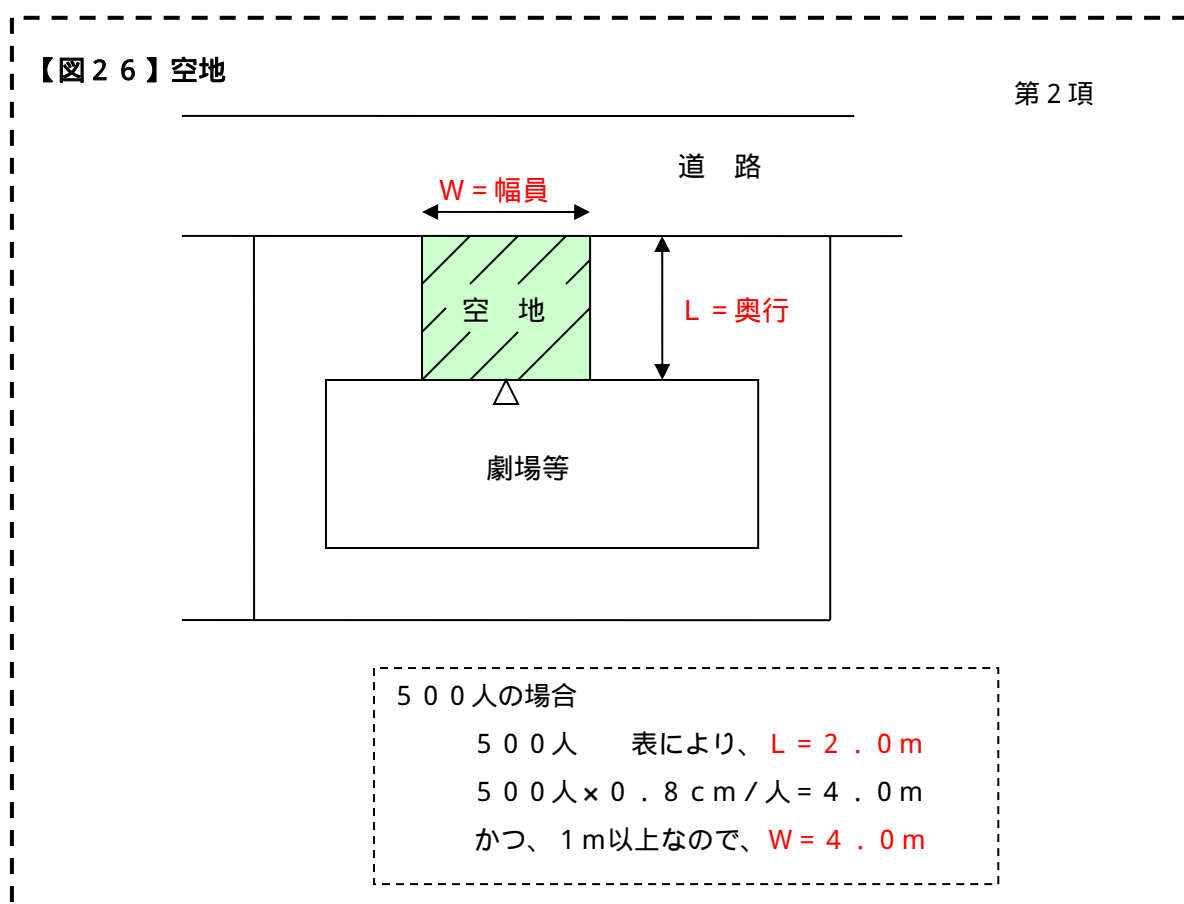 【図２６】空地
第２項
道　路
Ｗ＝幅員
空　地
Ｌ＝奥行
劇場等
５００人の場合
５００人　　表により、Ｌ＝２．０ｍ
５００人×０．８ｃｍ／人＝４．０ｍ
かつ、１ｍ以上なので、Ｗ＝４．０ｍ